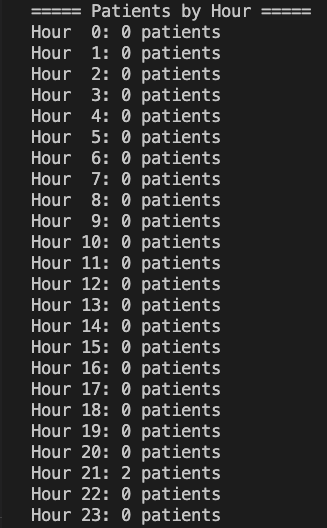 ===== Patients by Hour =====
Hour  0: 0 patients
Hour  1: 0 patients
Hour  2: 0 patients
Hour  3: 0 patients
Hour  4: 0 patients
Hour  5: 0 patients
Hour  6: 0 patients
Hour  7: 0 patients
Hour  8: 0 patients
Hour  9: 0 patients
Hour 10: 0 patients
Hour 11: 0 patients
Hour 12: 0 patients
Hour 13: 0 patients
Hour 14: 0 patients
Hour 15: 0 patients
Hour 16: 0 patients
Hour 17: 0 patients
Hour 18: 0 patients
Hour 19: 0 patients
Hour 20: 0 patients
Hour 21: 2 patients
Hour 22: 0 patients
Hour 23: 0 patients